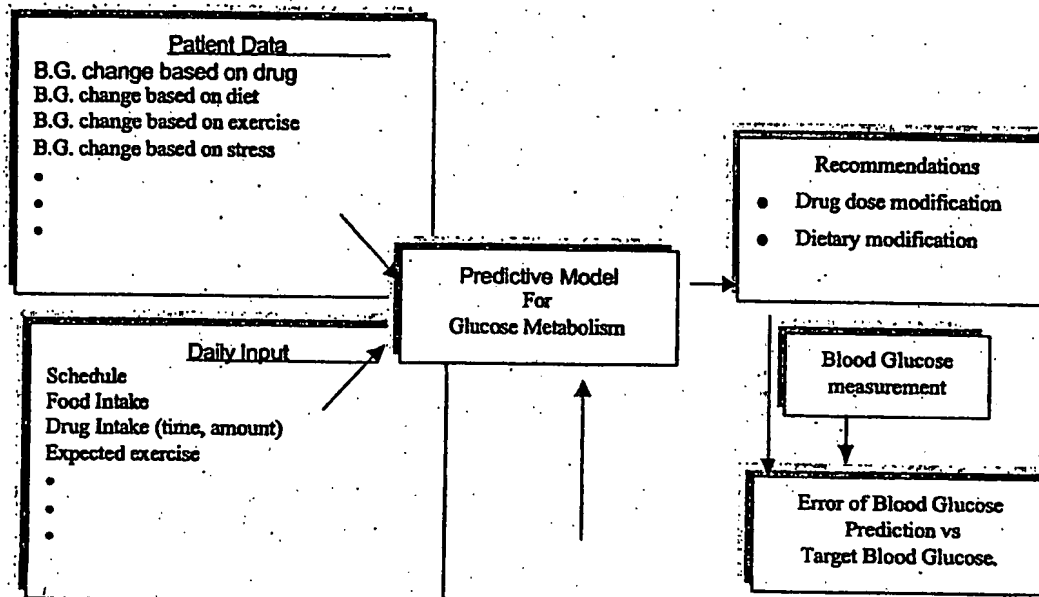 Patient Data
B.G. change based on drug
B.G. change based on diet
B.G. change based on exercise
B.G. change based on stress
•
•
•
Daily Input
Schedule
Food Intake
Drug Intake (time, amount)
Expected exercise
•
•
•
Predictive Model
For
Glucose Metabolism
Recommendations
• Drug dose modification
• Dietary modification
Blood Glucose
measurement
Error of Blood Glucose
Prediction vs
Target Blood Glucose.